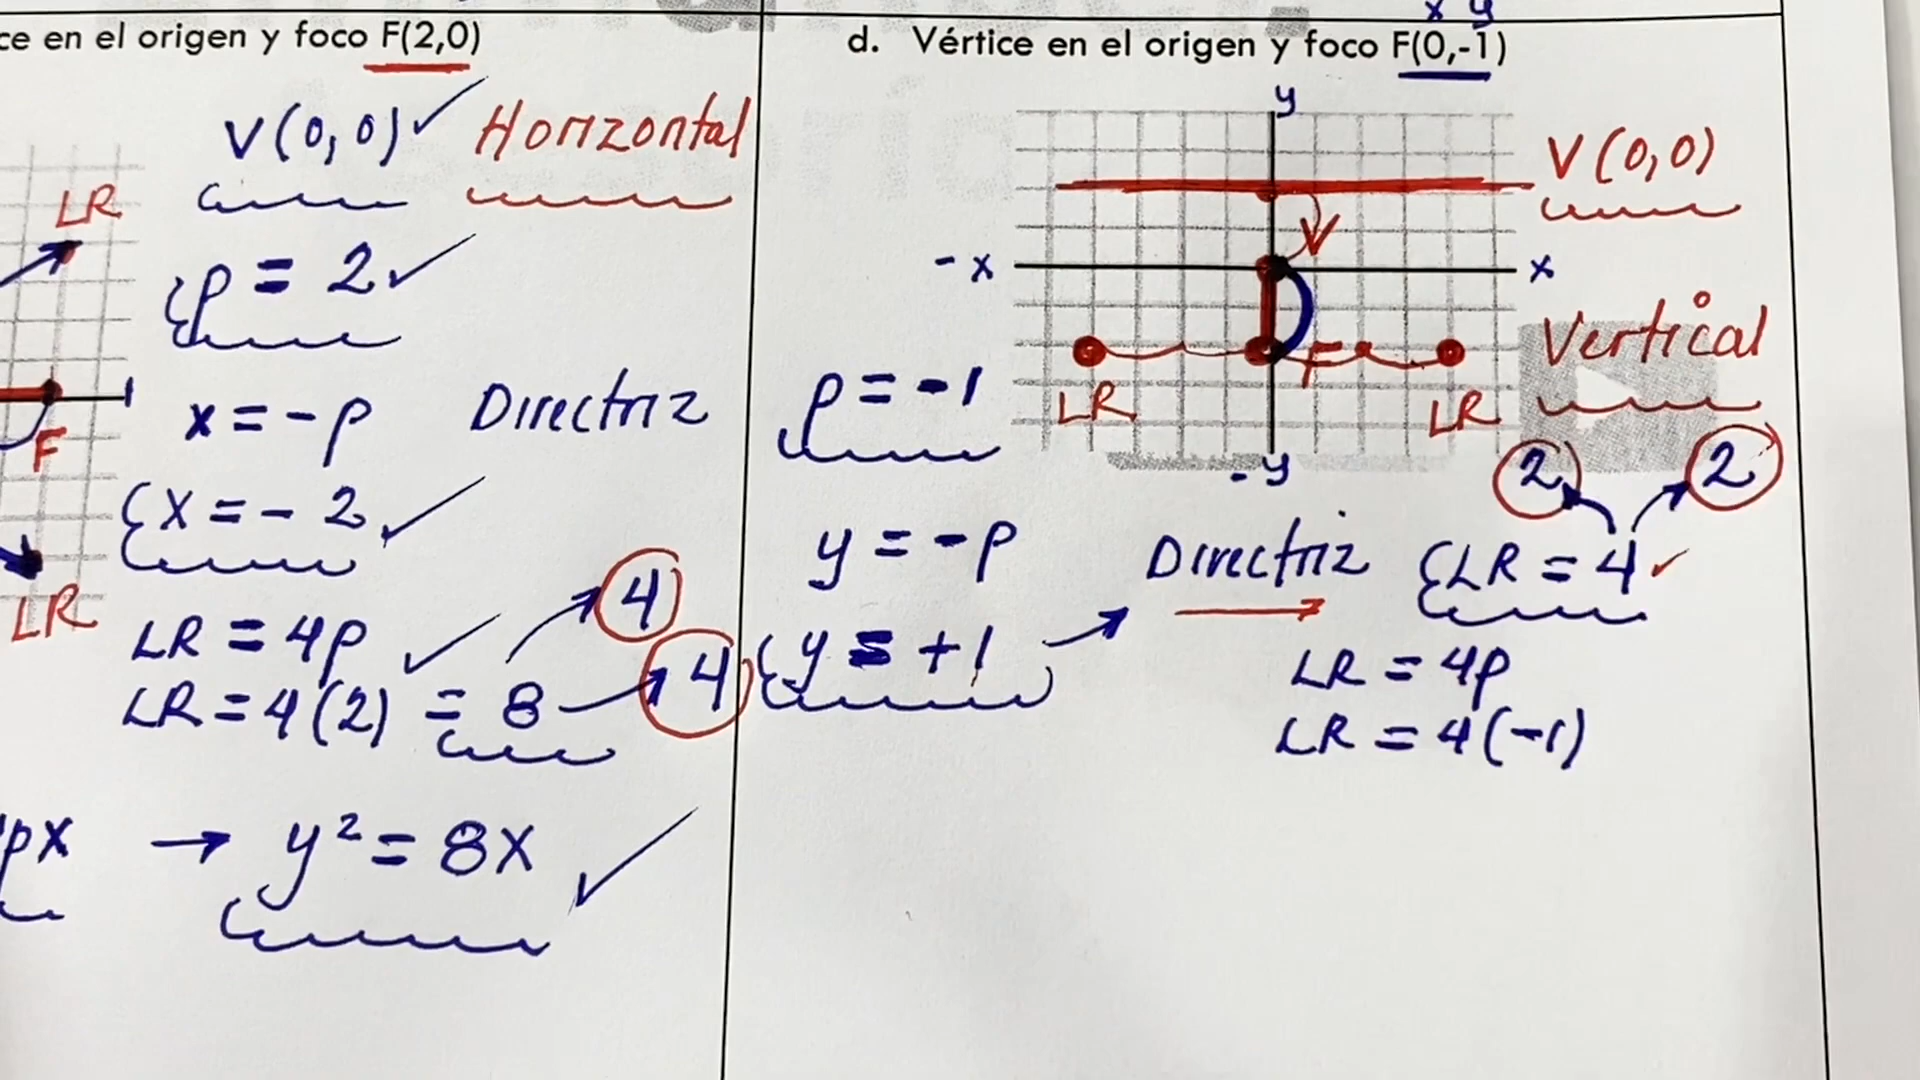 ce en el origen y foco F(2,0)
V(0,0) Horizontal
LR
p = 2
x = -p Directriz
F
x = - 2
LR
LR = 4p
4
LR = 4(2) = 8
4
px → y² = 8x
x y
d. Vértice en el origen y foco F(0,-1)
y
V(0,0)
- x
x
Vertical
F
p = -1
LR
LR
- y
2
2
y = -p
Directriz
LR = 4
y = +1
LR = 4p
LR = 4(-1)